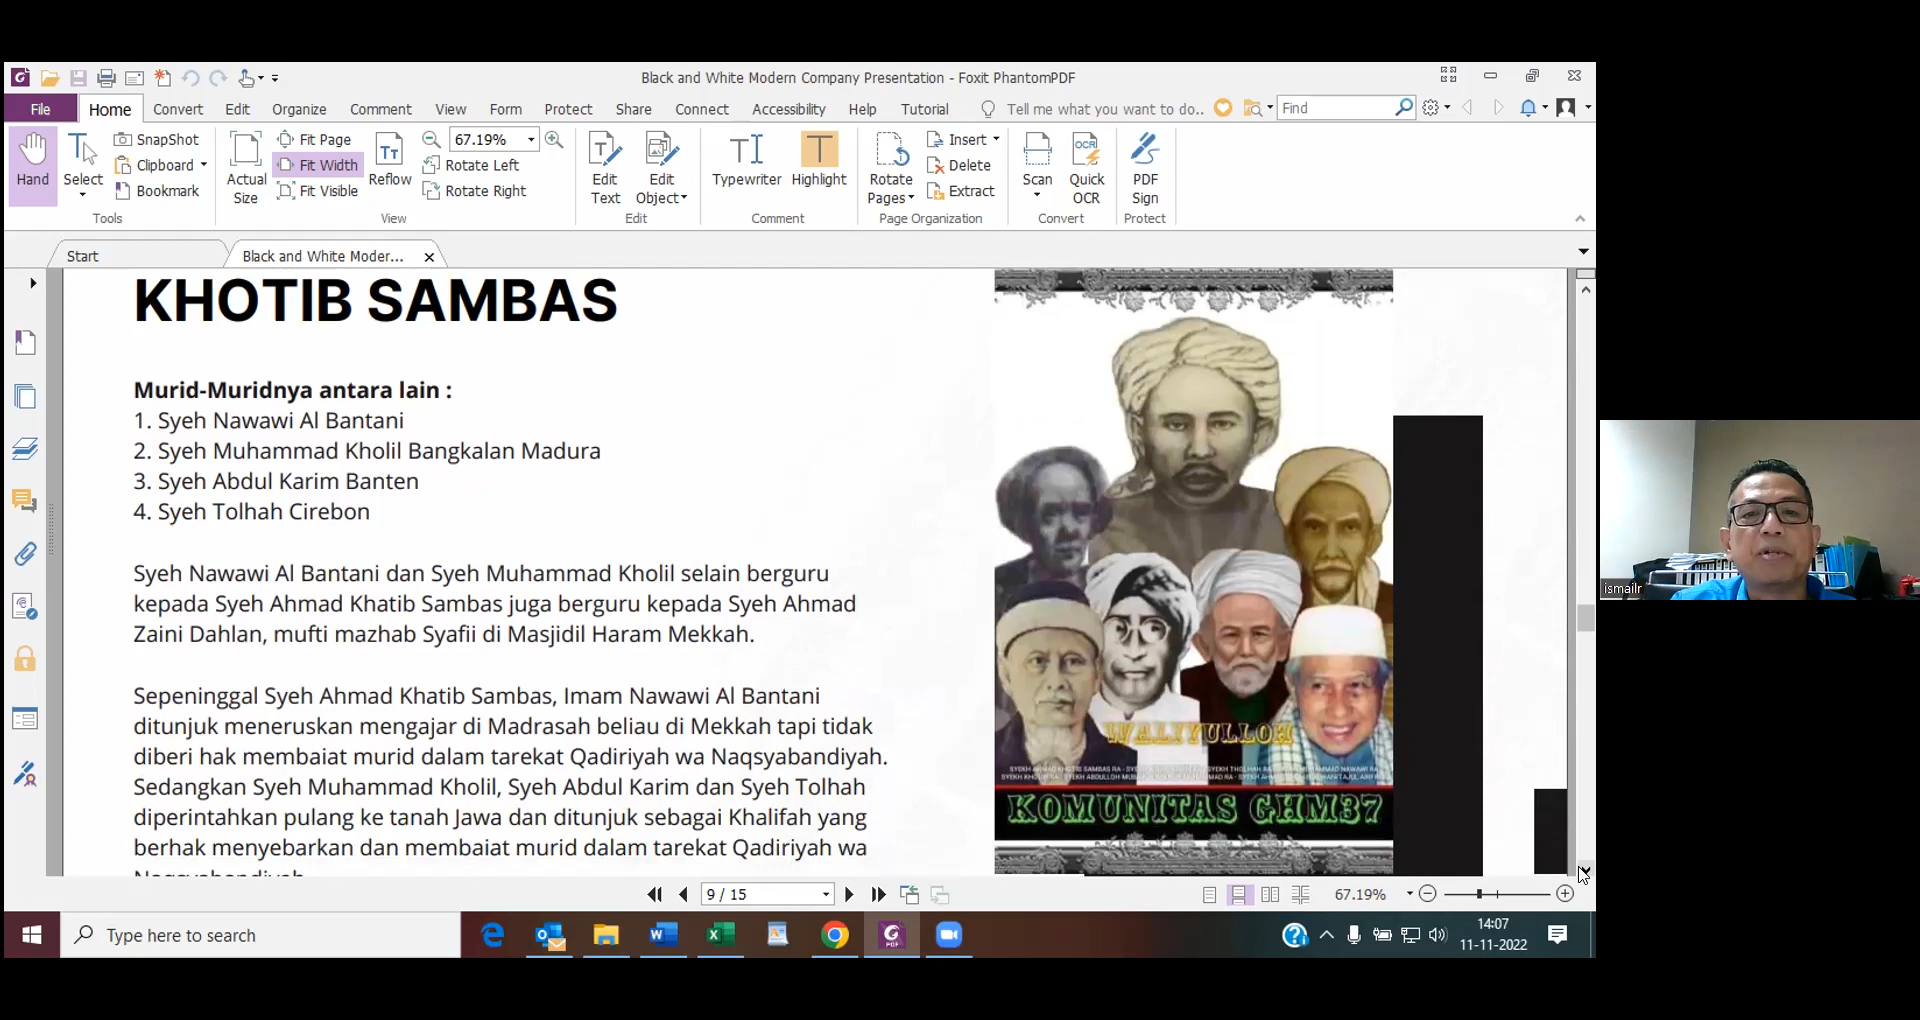 Black and White Modern Company Presentation - Foxit PhantomPDF
File Home Convert Edit Organize Comment View Form Protect Share Connect Accessibility Help Tutorial Tell me what you want to do.. Find
Hand
Select
SnapShot
Clipboard
Bookmark
Tools
Actual Size
Fit Page
Fit Width
Fit Visible
Reflow
67.19%
Rotate Left
Rotate Right
View
Edit Text
Edit Object
Edit
Typewriter
Highlight
Comment
Rotate Pages
Insert
Delete
Extract
Page Organization
Scan
Quick OCR
Convert
PDF Sign
Protect
Start
Black and White Moder...
KHOTIB SAMBAS
Murid-Muridnya antara lain :
1. Syeh Nawawi Al Bantani
2. Syeh Muhammad Kholil Bangkalan Madura
3. Syeh Abdul Karim Banten
4. Syeh Tolhah Cirebon
Syeh Nawawi Al Bantani dan Syeh Muhammad Kholil selain berguru
kepada Syeh Ahmad Khatib Sambas juga berguru kepada Syeh Ahmad
Zaini Dahlan, mufti mazhab Syafii di Masjidil Haram Mekkah.
Sepeninggal Syeh Ahmad Khatib Sambas, Imam Nawawi Al Bantani
ditunjuk meneruskan mengajar di Madrasah beliau di Mekkah tapi tidak
diberi hak membaiat murid dalam tarekat Qadiriyah wa Naqsyabandiyah.
Sedangkan Syeh Muhammad Kholil, Syeh Abdul Karim dan Syeh Tolhah
diperintahkan pulang ke tanah Jawa dan ditunjuk sebagai Khalifah yang
berhak menyebarkan dan membaiat murid dalam tarekat Qadiriyah wa
WALIYULLOH
KOMUNITAS GHM37
ismailr
9 / 15
67.19%
Type here to search
14:07
11-11-2022